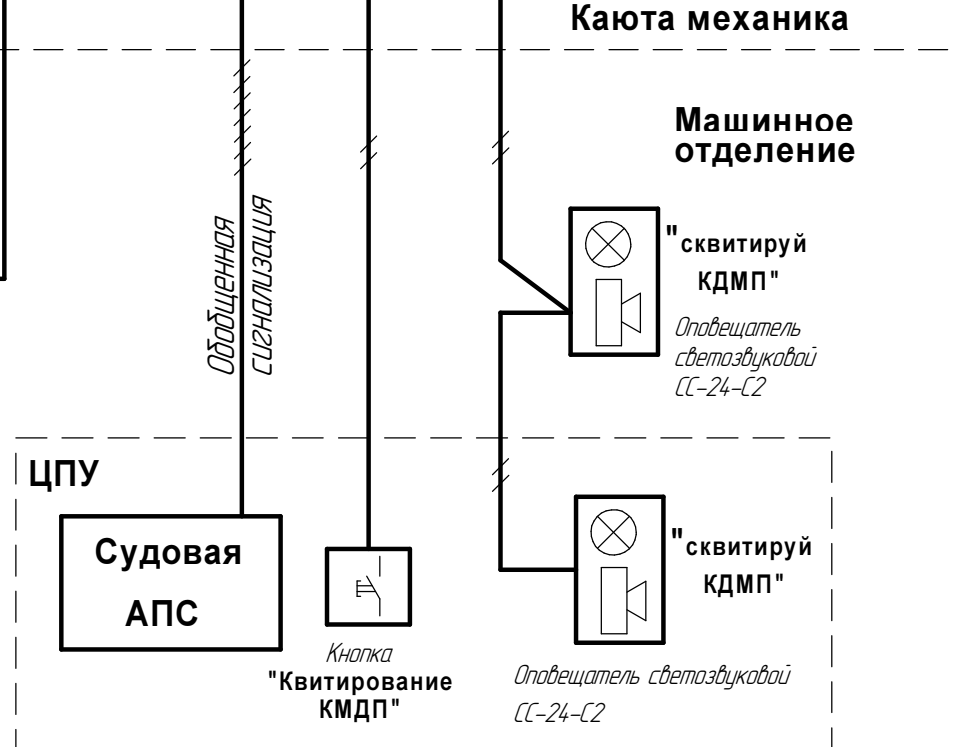 Каюта механика
Машинное
отделение
Обобщенная
сигнализация
"сквитируй
КДМП"
Оповещатель
светозвуковой
СС-24-С2
ЦПУ
Судовая
АПС
Кнопка
"Квитирование
КМДП"
"сквитируй
КДМП"
Оповещатель светозвуковой
СС-24-С2